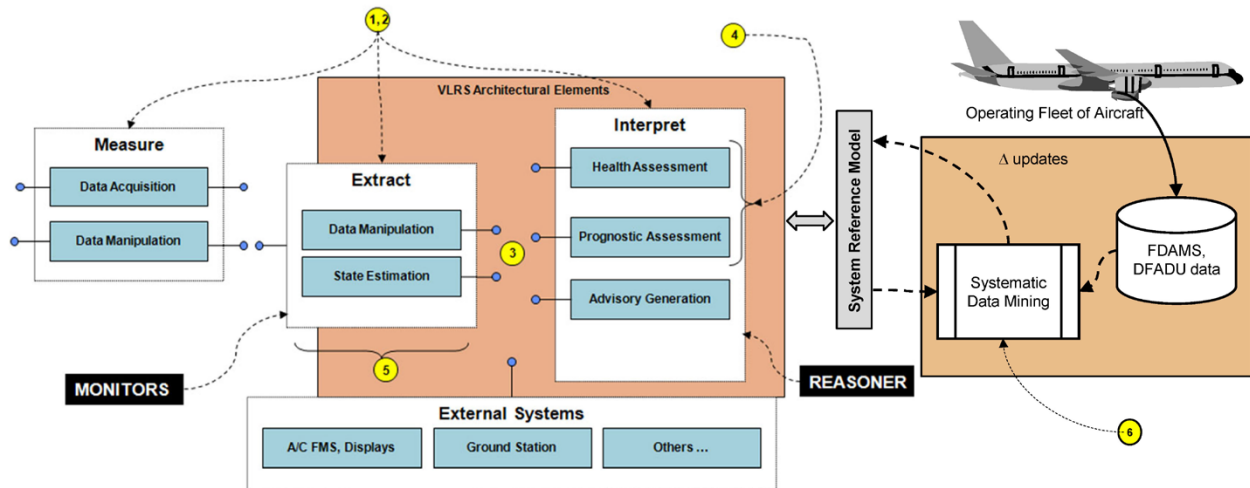 1, 2
4
VLRS Architectural Elements
Operating Fleet of Aircraft
Measure
Data Acquisition
Data Manipulation
Extract
Data Manipulation
State Estimation
3
5
Interpret
Health Assessment
Prognostic Assessment
Advisory Generation
System Reference Model
Δ updates
FDAMS,
DFADU data
Systematic
Data Mining
6
MONITORS
REASONER
External Systems
A/C FMS, Displays
Ground Station
Others ...